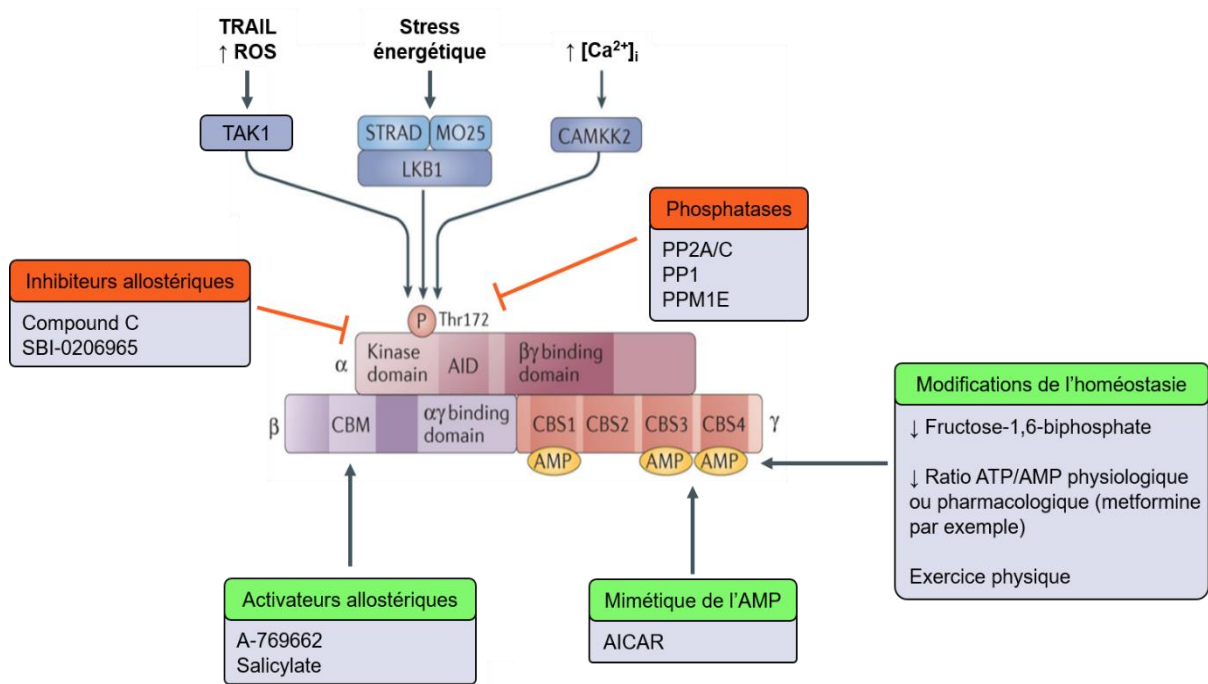 TRAIL
↑ ROS
Stress
énergétique
↑ [Ca²⁺]ᵢ
TAK1
STRAD
MO25
LKB1
CAMKK2
Phosphatases
PP2A/C
PP1
PPM1E
Inhibiteurs allostériques
Compound C
SBI-0206965
P
Thr172
α
Kinase
domain
AID
βγ binding
domain
β
CBM
αγ binding
domain
CBS1
CBS2
CBS3
CBS4
γ
AMP
AMP
AMP
Modifications de l'homéostasie
↓ Fructose-1,6-biphosphate
↓ Ratio ATP/AMP physiologique
ou pharmacologique (metformine
par exemple)
Exercice physique
Activateurs allostériques
A-769662
Salicylate
Mimétique de l'AMP
AICAR